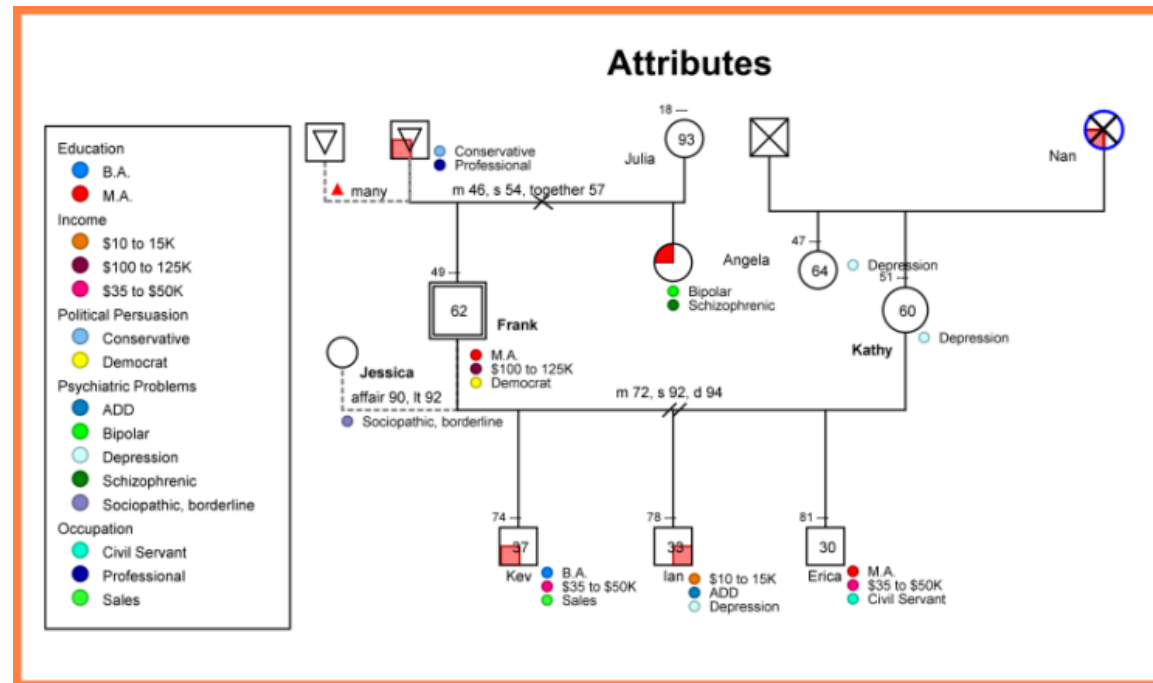 Attributes
Education
B.A.
M.A.
Income
$10 to 15K
$100 to 125K
$35 to $50K
Political Persuasion
Conservative
Democrat
Psychiatric Problems
ADD
Bipolar
Depression
Schizophrenic
Sociopathic, borderline
Occupation
Civil Servant
Professional
Sales
many
Conservative
Professional
18
93
Julia
m 46, s 54, together 57
Nan
49
62
Frank
M.A.
$100 to 125K
Democrat
Angela
Bipolar
Schizophrenic
47
64
Depression
51
60
Kathy
Depression
Jessica
affair 90, lt 92
Sociopathic, borderline
m 72, s 92, d 94
74
37
Kev
B.A.
$35 to $50K
Sales
78
33
Ian
$10 to 15K
ADD
Depression
81
30
Erica
M.A.
$35 to $50K
Civil Servant